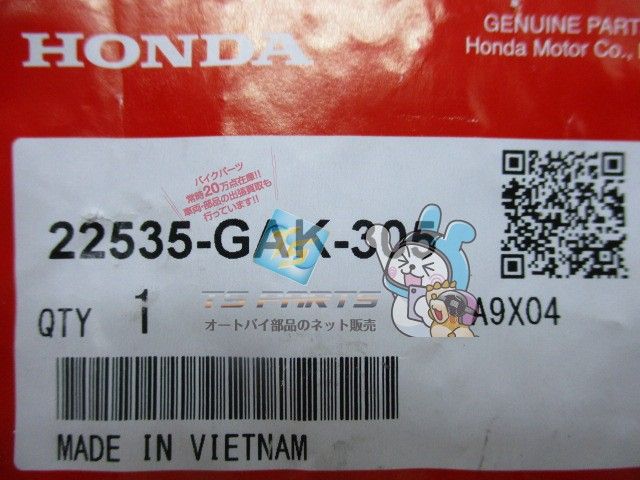 HONDA
GENUINE PART
Honda Motor Co.,
バイクパーツ
常時20万点在庫!!
車両・部品の出張買取も
行っています!!
22535-GAK-305
TS PARTS
オートバイ部品のネット販売
QTY 1
A9X04
MADE IN VIETNAM